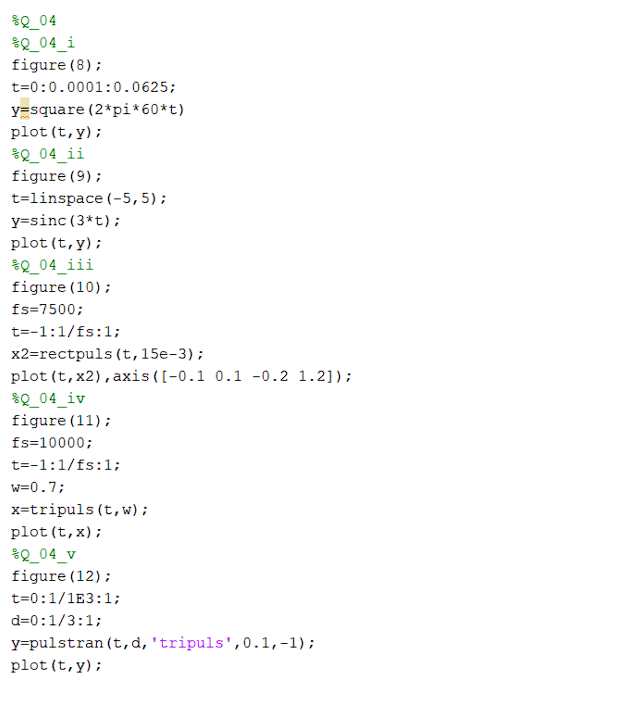 %Q_04
%Q_04_i
figure(8);
t=0:0.0001:0.0625;
y=square(2*pi*60*t)
plot(t,y);
%Q_04_ii
figure(9);
t=linspace(-5,5);
y=sinc(3*t);
plot(t,y);
%Q_04_iii
figure(10);
fs=7500;
t=-1:1/fs:1;
x2=rectpuls(t,15e-3);
plot(t,x2),axis([-0.1 0.1 -0.2 1.2]);
%Q_04_iv
figure(11);
fs=10000;
t=-1:1/fs:1;
w=0.7;
x=tripuls(t,w);
plot(t,x);
%Q_04_v
figure(12);
t=0:1/1E3:1;
d=0:1/3:1;
y=pulstran(t,d,'tripuls',0.1,-1);
plot(t,y);